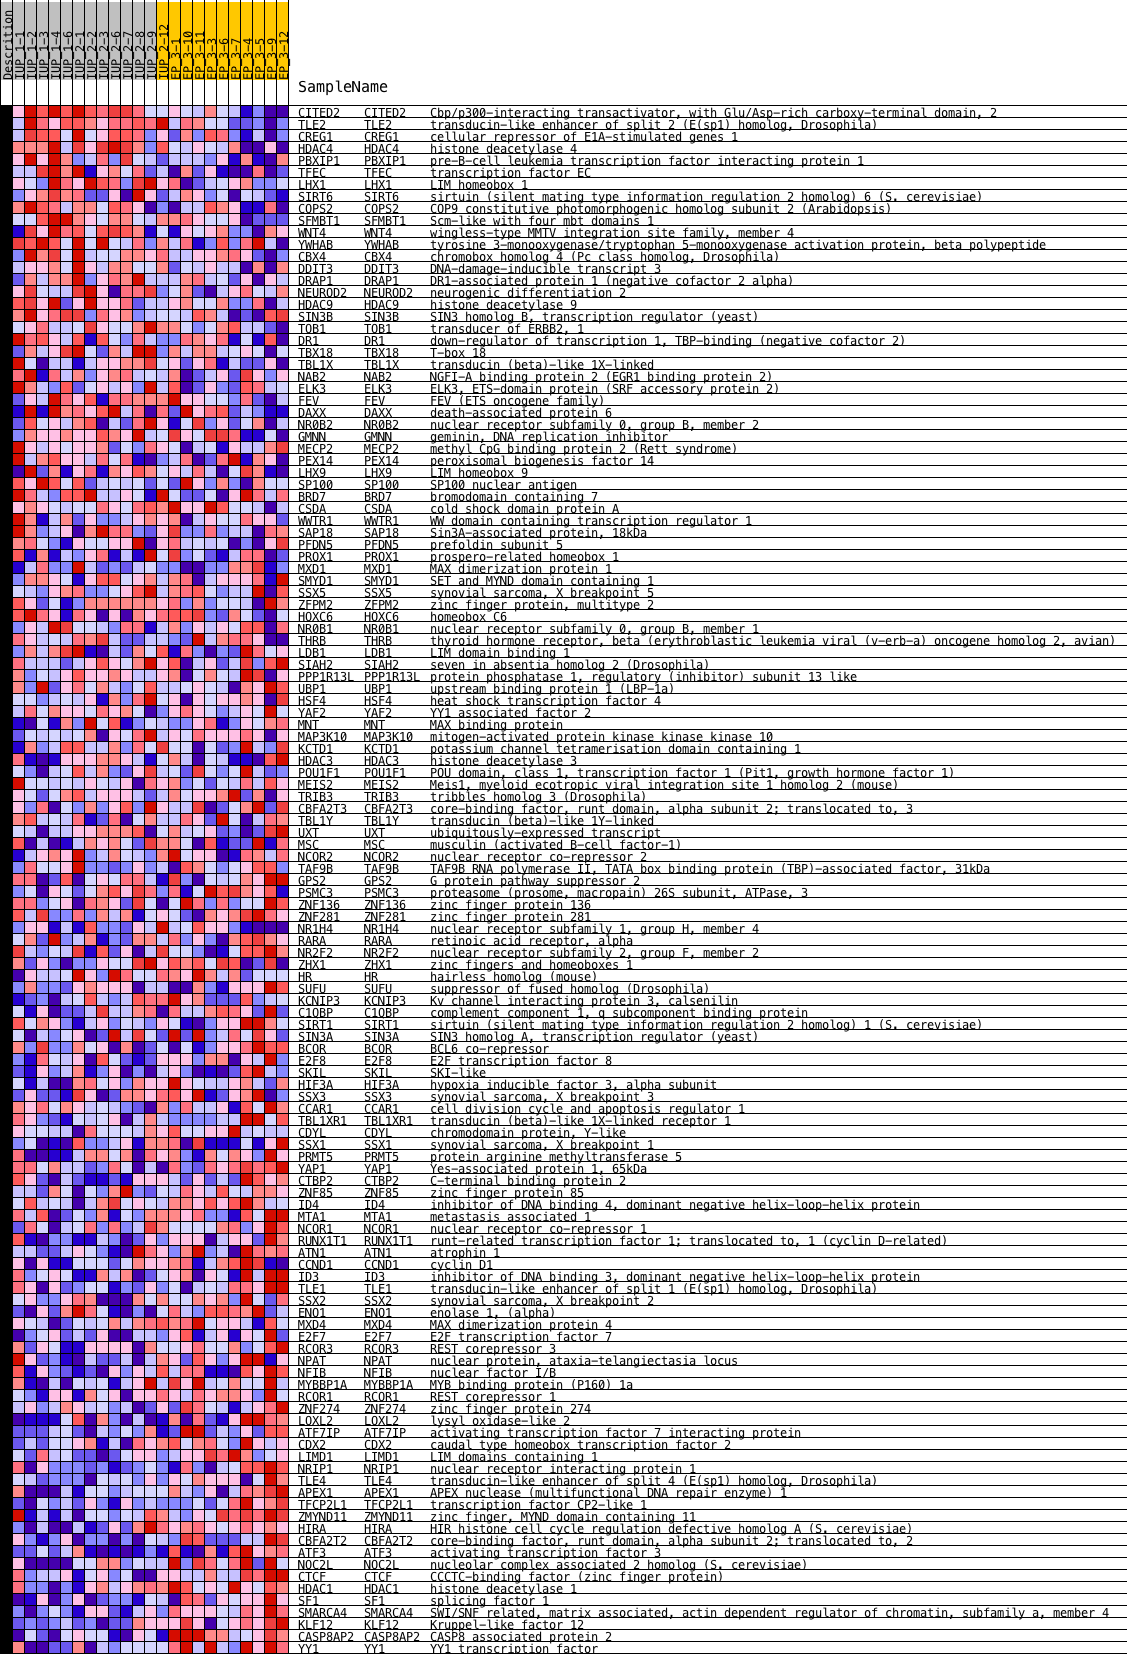 Descrition
IUP_1-1
IUP_1-2
IUP_1-3
IUP_1-4
IUP_1-6
IUP_2-1
IUP_2-2
IUP_2-3
IUP_2-6
IUP_2-7
IUP_2-8
IUP_2-9
IUP_2-12
EP_3-1
EP_3-10
EP_3-11
EP_3-3
EP_3-6
EP_3-7
EP_3-4
EP_3-5
EP_3-9
EP_3-12
SampleName
CITED2 CITED2 Cbp/p300-interacting transactivator, with Glu/Asp-rich carboxy-terminal domain, 2
TLE2 TLE2 transducin-like enhancer of split 2 (E(sp1) homolog, Drosophila)
CREG1 CREG1 cellular repressor of E1A-stimulated genes 1
HDAC4 HDAC4 histone deacetylase 4
PBXIP1 PBXIP1 pre-B-cell leukemia transcription factor interacting protein 1
TFEC TFEC transcription factor EC
LHX1 LHX1 LIM homeobox 1
SIRT6 SIRT6 sirtuin (silent mating type information regulation 2 homolog) 6 (S. cerevisiae)
COPS2 COPS2 COP9 constitutive photomorphogenic homolog subunit 2 (Arabidopsis)
SFMBT1 SFMBT1 Scm-like with four mbt domains 1
WNT4 WNT4 wingless-type MMTV integration site family, member 4
YWHAB YWHAB tyrosine 3-monooxygenase/tryptophan 5-monooxygenase activation protein, beta polypeptide
CBX4 CBX4 chromobox homolog 4 (Pc class homolog, Drosophila)
DDIT3 DDIT3 DNA-damage-inducible transcript 3
DRAP1 DRAP1 DR1-associated protein 1 (negative cofactor 2 alpha)
NEUROD2 NEUROD2 neurogenic differentiation 2
HDAC9 HDAC9 histone deacetylase 9
SIN3B SIN3B SIN3 homolog B, transcription regulator (yeast)
TOB1 TOB1 transducer of ERBB2, 1
DR1 DR1 down-regulator of transcription 1, TBP-binding (negative cofactor 2)
TBX18 TBX18 T-box 18
TBL1X TBL1X transducin (beta)-like 1X-linked
NAB2 NAB2 NGFI-A binding protein 2 (EGR1 binding protein 2)
ELK3 ELK3 ELK3, ETS-domain protein (SRF accessory protein 2)
FEV FEV FEV (ETS oncogene family)
DAXX DAXX death-associated protein 6
NR0B2 NR0B2 nuclear receptor subfamily 0, group B, member 2
GMNN GMNN geminin, DNA replication inhibitor
MECP2 MECP2 methyl CpG binding protein 2 (Rett syndrome)
PEX14 PEX14 peroxisomal biogenesis factor 14
LHX9 LHX9 LIM homeobox 9
SP100 SP100 SP100 nuclear antigen
BRD7 BRD7 bromodomain containing 7
CSDA CSDA cold shock domain protein A
WWTR1 WWTR1 WW domain containing transcription regulator 1
SAP18 SAP18 Sin3A-associated protein, 18kDa
PFDN5 PFDN5 prefoldin subunit 5
PROX1 PROX1 prospero-related homeobox 1
MXD1 MXD1 MAX dimerization protein 1
SMYD1 SMYD1 SET and MYND domain containing 1
SSX5 SSX5 synovial sarcoma, X breakpoint 5
ZFPM2 ZFPM2 zinc finger protein, multitype 2
HOXC6 HOXC6 homeobox C6
NR0B1 NR0B1 nuclear receptor subfamily 0, group B, member 1
THRB THRB thyroid hormone receptor, beta (erythroblastic leukemia viral (v-erb-a) oncogene homolog 2, avian)
LDB1 LDB1 LIM domain binding 1
SIAH2 SIAH2 seven in absentia homolog 2 (Drosophila)
PPP1R13L PPP1R13L protein phosphatase 1, regulatory (inhibitor) subunit 13 like
UBP1 UBP1 upstream binding protein 1 (LBP-1a)
HSF4 HSF4 heat shock transcription factor 4
YAF2 YAF2 YY1 associated factor 2
MNT MNT MAX binding protein
MAP3K10 MAP3K10 mitogen-activated protein kinase kinase kinase 10
KCTD1 KCTD1 potassium channel tetramerisation domain containing 1
HDAC3 HDAC3 histone deacetylase 3
POU1F1 POU1F1 POU domain, class 1, transcription factor 1 (Pit1, growth hormone factor 1)
MEIS2 MEIS2 Meis1, myeloid ecotropic viral integration site 1 homolog 2 (mouse)
TRIB3 TRIB3 tribbles homolog 3 (Drosophila)
CBFA2T3 CBFA2T3 core-binding factor, runt domain, alpha subunit 2; translocated to, 3
TBL1Y TBL1Y transducin (beta)-like 1Y-linked
UXT UXT ubiquitously-expressed transcript
MSC MSC musculin (activated B-cell factor-1)
NCOR2 NCOR2 nuclear receptor co-repressor 2
TAF9B TAF9B TAF9B RNA polymerase II, TATA box binding protein (TBP)-associated factor, 31kDa
GPS2 GPS2 G protein pathway suppressor 2
PSMC3 PSMC3 proteasome (prosome, macropain) 26S subunit, ATPase, 3
ZNF136 ZNF136 zinc finger protein 136
ZNF281 ZNF281 zinc finger protein 281
NR1H4 NR1H4 nuclear receptor subfamily 1, group H, member 4
RARA RARA retinoic acid receptor, alpha
NR2F2 NR2F2 nuclear receptor subfamily 2, group F, member 2
ZHX1 ZHX1 zinc fingers and homeoboxes 1
HR HR hairless homolog (mouse)
SUFU SUFU suppressor of fused homolog (Drosophila)
KCNIP3 KCNIP3 Kv channel interacting protein 3, calsenilin
C1QBP C1QBP complement component 1, q subcomponent binding protein
SIRT1 SIRT1 sirtuin (silent mating type information regulation 2 homolog) 1 (S. cerevisiae)
SIN3A SIN3A SIN3 homolog A, transcription regulator (yeast)
BCOR BCOR BCL6 co-repressor
E2F8 E2F8 E2F transcription factor 8
SKIL SKIL SKI-like
HIF3A HIF3A hypoxia inducible factor 3, alpha subunit
SSX3 SSX3 synovial sarcoma, X breakpoint 3
CCAR1 CCAR1 cell division cycle and apoptosis regulator 1
TBL1XR1 TBL1XR1 transducin (beta)-like 1X-linked receptor 1
CDYL CDYL chromodomain protein, Y-like
SSX1 SSX1 synovial sarcoma, X breakpoint 1
PRMT5 PRMT5 protein arginine methyltransferase 5
YAP1 YAP1 Yes-associated protein 1, 65kDa
CTBP2 CTBP2 C-terminal binding protein 2
ZNF85 ZNF85 zinc finger protein 85
ID4 ID4 inhibitor of DNA binding 4, dominant negative helix-loop-helix protein
MTA1 MTA1 metastasis associated 1
NCOR1 NCOR1 nuclear receptor co-repressor 1
RUNX1T1 RUNX1T1 runt-related transcription factor 1; translocated to, 1 (cyclin D-related)
ATN1 ATN1 atrophin 1
CCND1 CCND1 cyclin D1
ID3 ID3 inhibitor of DNA binding 3, dominant negative helix-loop-helix protein
TLE1 TLE1 transducin-like enhancer of split 1 (E(sp1) homolog, Drosophila)
SSX2 SSX2 synovial sarcoma, X breakpoint 2
ENO1 ENO1 enolase 1, (alpha)
MXD4 MXD4 MAX dimerization protein 4
E2F7 E2F7 E2F transcription factor 7
RCOR3 RCOR3 REST corepressor 3
NPAT NPAT nuclear protein, ataxia-telangiectasia locus
NFIB NFIB nuclear factor I/B
MYBBP1A MYBBP1A MYB binding protein (P160) 1a
RCOR1 RCOR1 REST corepressor 1
ZNF274 ZNF274 zinc finger protein 274
LOXL2 LOXL2 lysyl oxidase-like 2
ATF7IP ATF7IP activating transcription factor 7 interacting protein
CDX2 CDX2 caudal type homeobox transcription factor 2
LIMD1 LIMD1 LIM domains containing 1
NRIP1 NRIP1 nuclear receptor interacting protein 1
TLE4 TLE4 transducin-like enhancer of split 4 (E(sp1) homolog, Drosophila)
APEX1 APEX1 APEX nuclease (multifunctional DNA repair enzyme) 1
TFCP2L1 TFCP2L1 transcription factor CP2-like 1
ZMYND11 ZMYND11 zinc finger, MYND domain containing 11
HIRA HIRA HIR histone cell cycle regulation defective homolog A (S. cerevisiae)
CBFA2T2 CBFA2T2 core-binding factor, runt domain, alpha subunit 2; translocated to, 2
ATF3 ATF3 activating transcription factor 3
NOC2L NOC2L nucleolar complex associated 2 homolog (S. cerevisiae)
CTCF CTCF CCCTC-binding factor (zinc finger protein)
HDAC1 HDAC1 histone deacetylase 1
SF1 SF1 splicing factor 1
SMARCA4 SMARCA4 SWI/SNF related, matrix associated, actin dependent regulator of chromatin, subfamily a, member 4
KLF12 KLF12 Kruppel-like factor 12
CASP8AP2 CASP8AP2 CASP8 associated protein 2
YY1 YY1 YY1 transcription factor